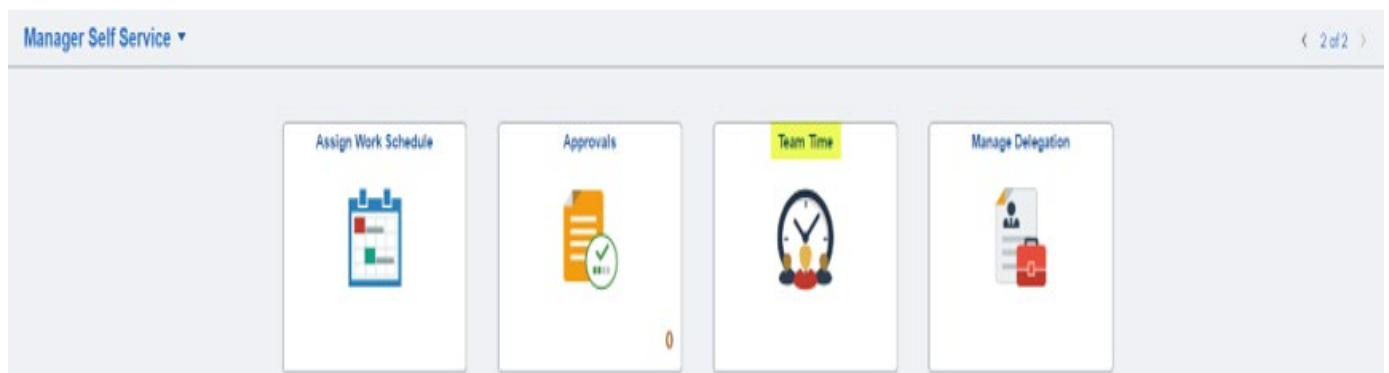 Manager Self Service
2 of 2
Assign Work Schedule
Approvals
Team Time
Manage Delegation
0